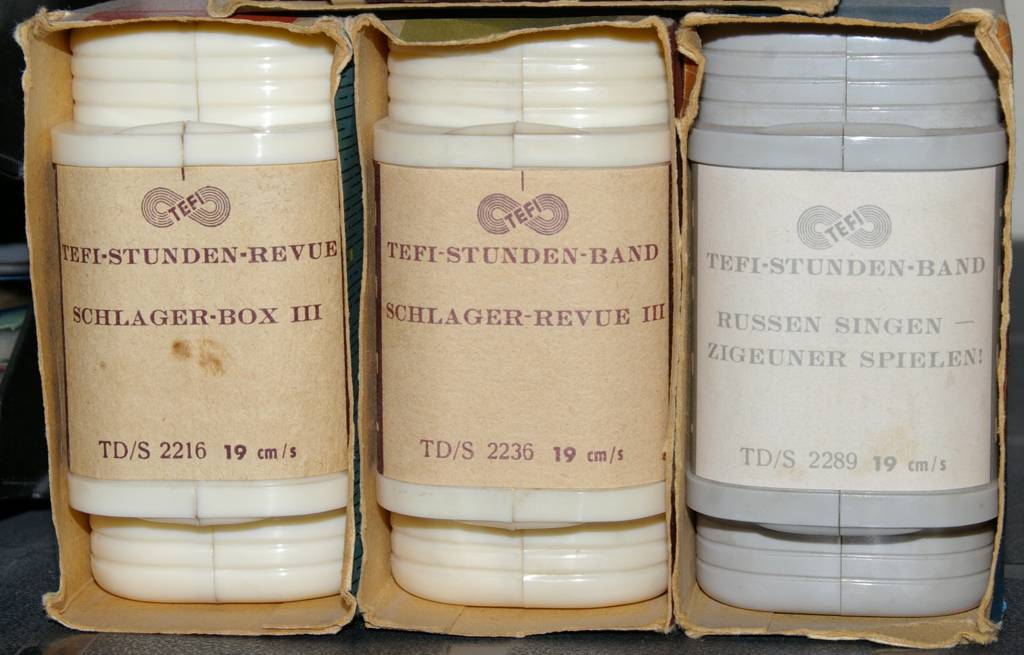 TEFI
TEFI-STUNDEN-REVUE
SCHLAGER-BOX III
TD/S 2216 19 cm/s
TEFI
TEFI-STUNDEN-BAND
SCHLAGER-REVUE III
TD/S 2236 19 cm/s
TEFI
TEFI-STUNDEN-BAND
RUSSEN SINGEN —
ZIGEUNER SPIELEN!
TD/S 2289 19 cm/s